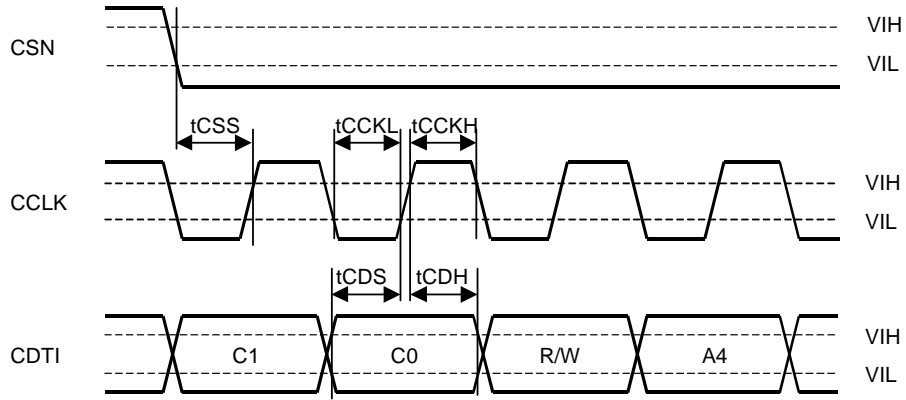 CSN
VIH
VIL
tCSS
tCCKL
tCCKH
CCLK
VIH
VIL
tCDS
tCDH
CDTI
C1
C0
R/W
A4
VIH
VIL